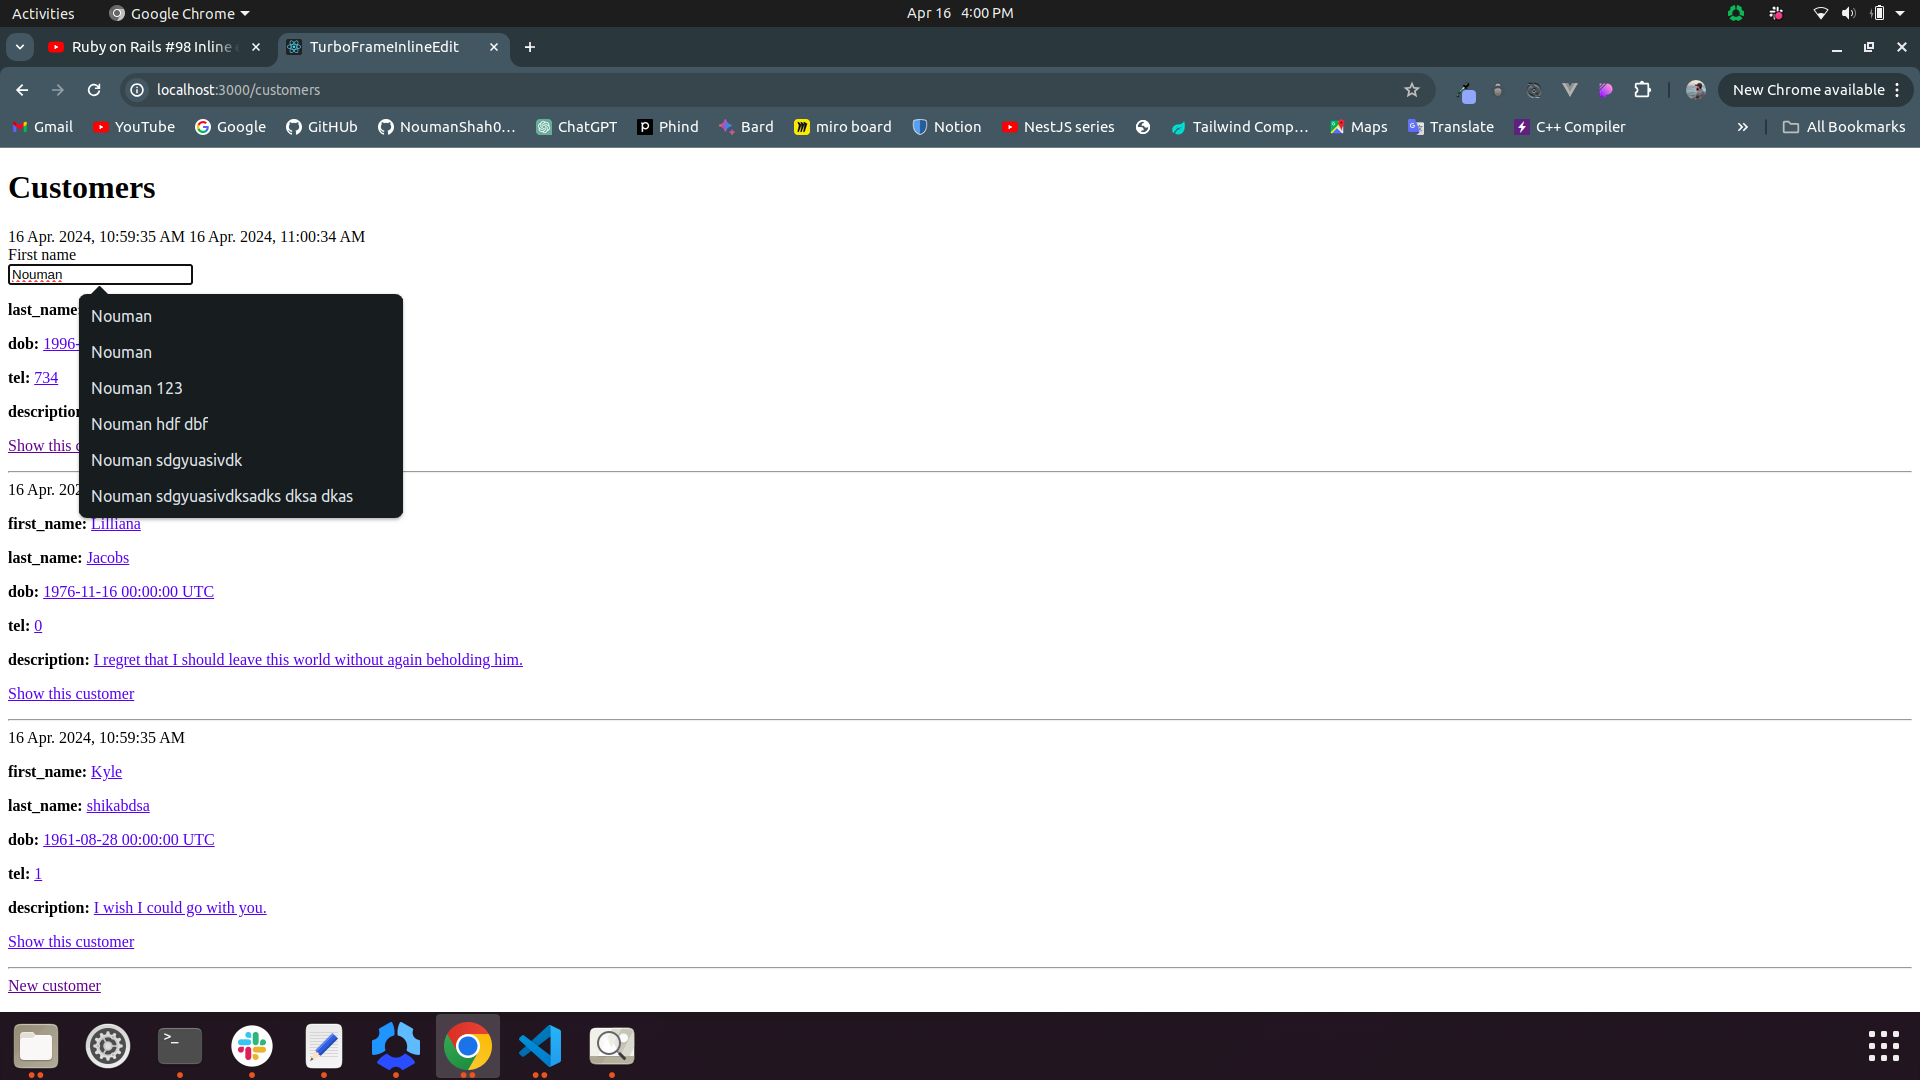 Activities Google Chrome Apr 16 4:00 PM
Ruby on Rails #98 Inline TurboFrameInlineEdit
localhost:3000/customers New Chrome available
Gmail YouTube Google GitHUb NoumanShah0... ChatGPT Phind Bard miro board Notion NestJS series Tailwind Comp... Maps Translate C++ Compiler » All Bookmarks
Customers
16 Apr. 2024, 10:59:35 AM 16 Apr. 2024, 11:00:34 AM
First name
Nouman
last_name:
dob: 1996-
tel: 734
Nouman
Nouman
Nouman 123
Nouman hdf dbf
Nouman sdgyuasivdk
Nouman sdgyuasivdksadks dksa dkas
description
Show this
16 Apr.
first_name: Lilliana
last_name: Jacobs
dob: 1976-11-16 00:00:00 UTC
tel: 0
description: I regret that I should leave this world without again beholding him.
Show this customer
16 Apr. 2024, 10:59:35 AM
first_name: Kyle
last_name: shikabdsa
dob: 1961-08-28 00:00:00 UTC
tel: 1
description: I wish I could go with you.
Show this customer
New customer